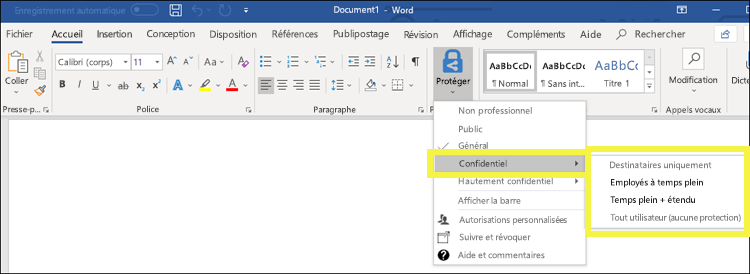 Enregistrement automatique
Document1 - Word
Fichier Accueil Insertion Conception Disposition Références Publipostage Révision Affichage Compléments Aide Rechercher
Coller
Calibri (corps) 11
Protéger
AaBbCcDc AaBbCcDc AaBbCcD
¶ Normal ¶ Sans int... Titre 1
Modification
Dicte
Presse-p...
Police
Paragraphe
P
Appels vocaux
Non professionnel
Public
Général
Confidentiel
Hautement confidentiel
Afficher la barre
Autorisations personnalisées
Suivre et révoquer
Aide et commentaires
Destinataires uniquement
Employés à temps plein
Temps plein + étendu
Tout utilisateur (aucune protection)